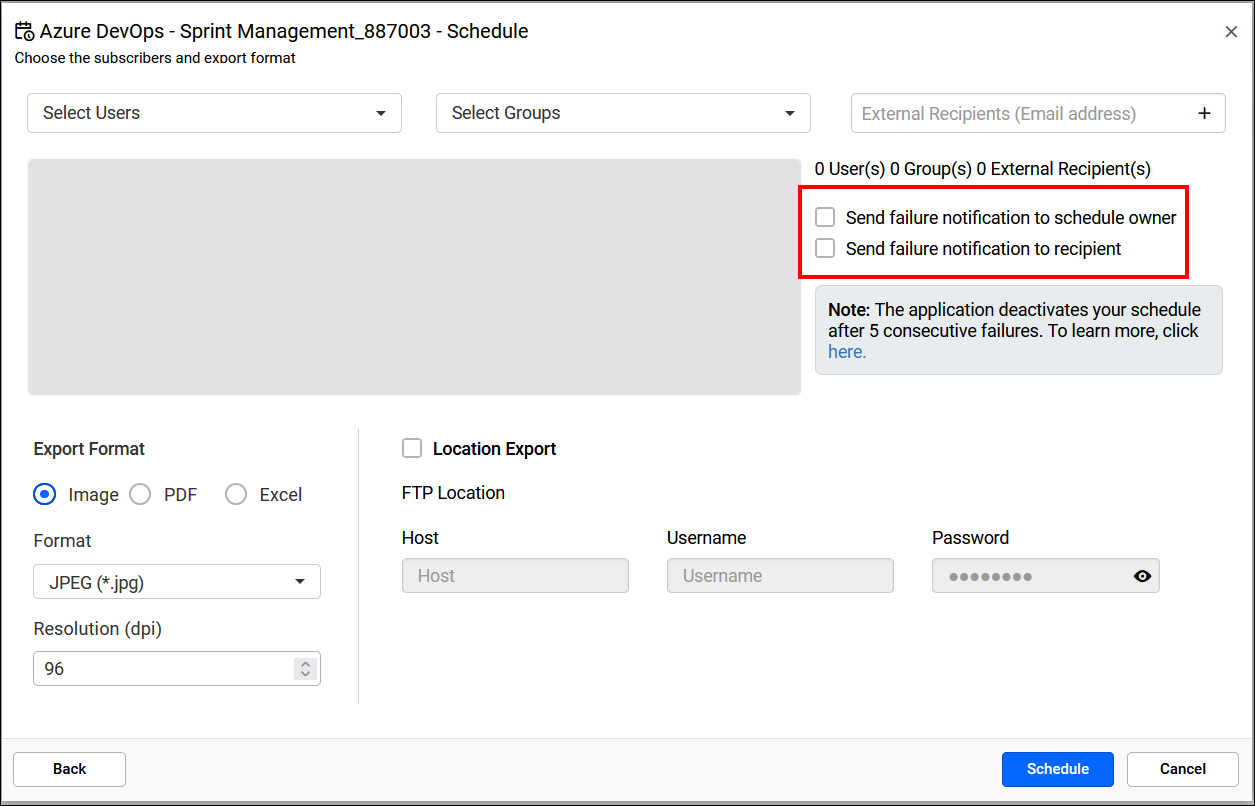 Azure DevOps - Sprint Management_887003 - Schedule
Choose the subscribers and export format
Select Users
Select Groups
External Recipients (Email address)
0 User(s) 0 Group(s) 0 External Recipient(s)
Send failure notification to schedule owner
Send failure notification to recipient
Note: The application deactivates your schedule
after 5 consecutive failures. To learn more, click
here.
Export Format
Image
PDF
Excel
Format
JPEG (*.jpg)
Resolution (dpi)
96
Location Export
FTP Location
Host
Username
Password
Host
Username
Back
Schedule
Cancel